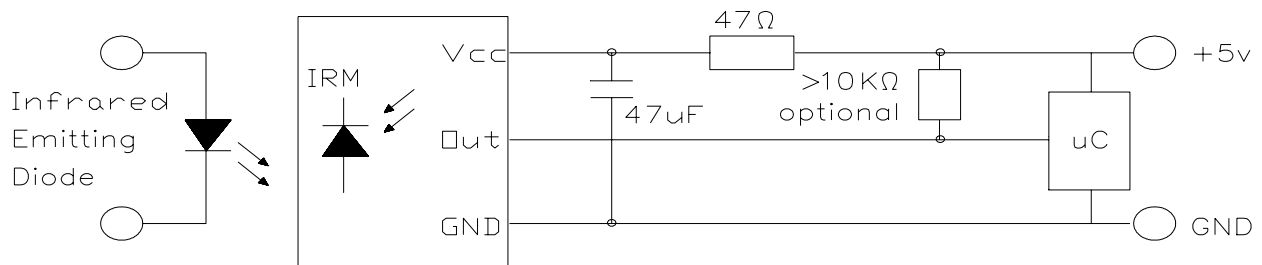 Infrared
Emitting
Diode
IRM
Vcc
Out
GND
47Ω
47uF
>10KΩ
optional
uC
+5v
GND